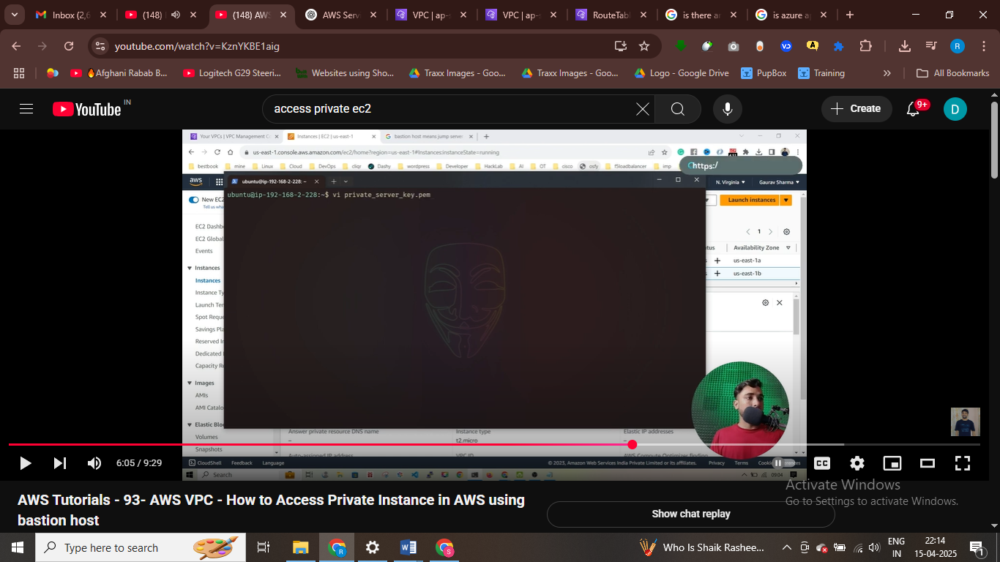 Inbox (2,6
(148)
(148) AWS
AWS Serv
VPC | ap-s
VPC | ap-s
RouteTabl
is there an
is azure ap
youtube.com/watch?v=KznYKBE1aig
R
Afghani Rabab B...
Logitech G29 Steeri...
Websites using Sho...
Traxx Images - Goo...
Traxx Images - Goo...
Logo - Google Drive
PupBox
Training
All Bookmarks
YouTube IN
access private ec2
Create
9+
D
Your VPCs | VPC Management C
Instances | EC2 | us-east-1
bastion host means jump server
us-east-1.console.aws.amazon.com/ec2/home?region=us-east-1#Instances:instanceState=running
bestbook
mine
Linux
Cloud
DevOps
cliqr
Dashy
wordpress
Developer
HackLab
AI
OT
cisco
osfy
f5loadbalancer
imp
https:/
aws
ubuntu@ip-192-168-2-228: ~
N. Virginia
Gaurav Sharma
ubuntu@ip-192-168-2-228:~$ vi private_server_key.pem
New EC2
Tell us wha
Launch instances
EC2 Dashb
EC2 Global
Events
1
Instances
Instances
Instance Ty
Launch Tem
Spot Reque
Savings Pla
Reserved In
Dedicated
Capacity Re
Images
AMIs
AMI Catalo
Elastic Bloc
Volumes
Snapshots
tus
Availability Zone
us-east-1a
us-east-1b
Answer private resource DNS name
Instance type
Elastic IP addresses
–
t2.micro
–
Auto-assigned IP address
VPC ID
AWS Compute Optimizer finding
CloudShell
Feedback
Language
© 2023, Amazon Web Services India Private Limited or its affiliates.
Privacy
Terms
Search
09:04
6:05 / 9:29
CC
AWS Tutorials - 93- AWS VPC - How to Access Private Instance in AWS using
bastion host
Show chat replay
Activate Windows
Go to Settings to activate Windows.
Type here to search
Who Is Shaik Rashee...
ENG
IN
22:14
15-04-2025
1